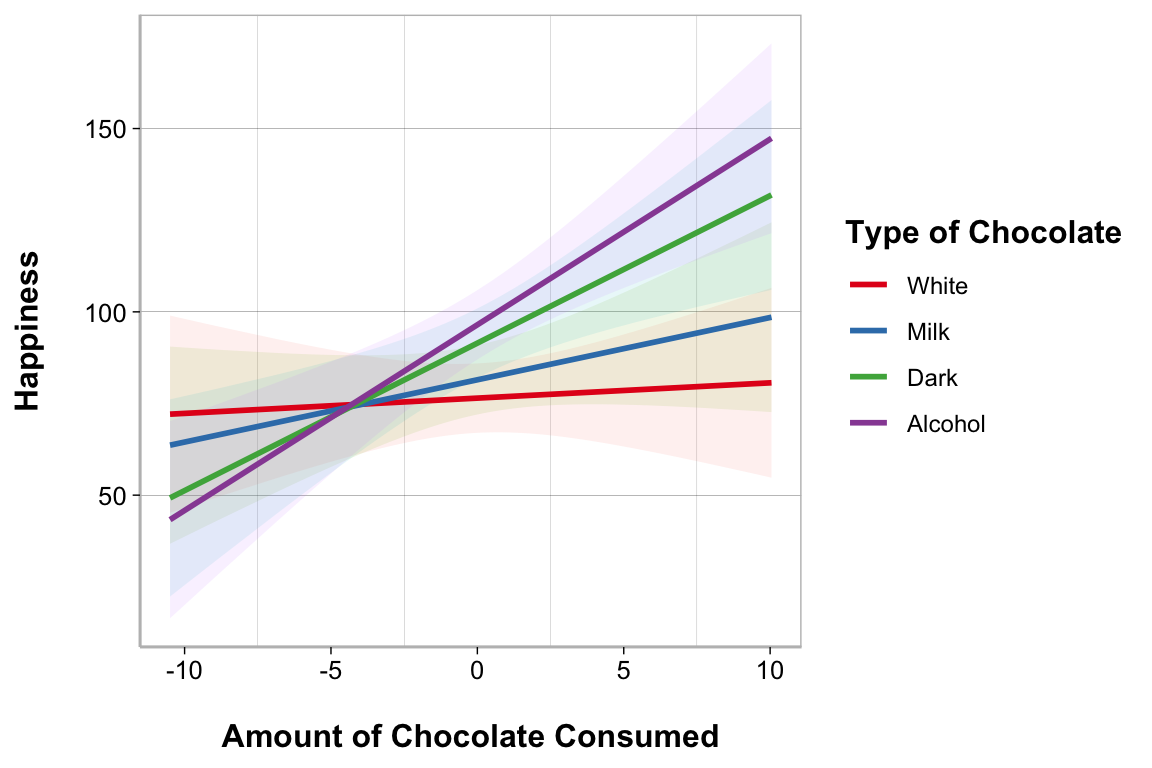 Happiness
150
100
50
-10 -5 0 5 10
Amount of Chocolate Consumed
Type of Chocolate
White
Milk
Dark
Alcohol